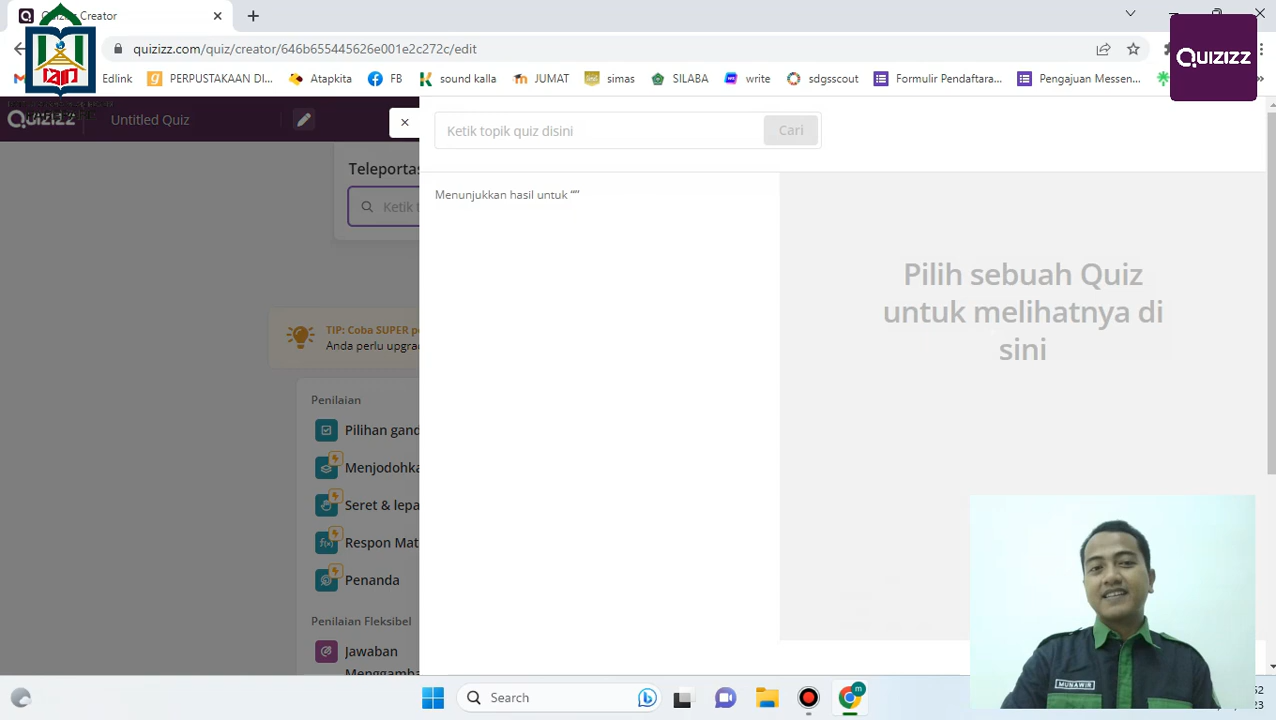 Quizizz Creator
quizizz.com/quiz/creator/646b655445626e001e2c272c/edit
Edlink
PERPUSTAKAAN DI...
Atapkita
FB
sound kalla
JUMAT
simas
SILABA
write
sdgsscout
Formulir Pendaftara...
Pengajuan Messen...
QUIZIZZ
Quizizz
Untitled Quiz
Ketik topik quiz disini
Cari
Teleportas
Menunjukkan hasil untuk “”
Ketik t
Pilih sebuah Quiz
untuk melihatnya di
sini
TIP: Coba SUPER p
Anda perlu upgra
Penilaian
Pilihan gand
Menjodohka
Seret & lepa
Respon Mat
Penanda
Penilaian Fleksibel
Jawaban
Menggamba
MUNAWIR
Search